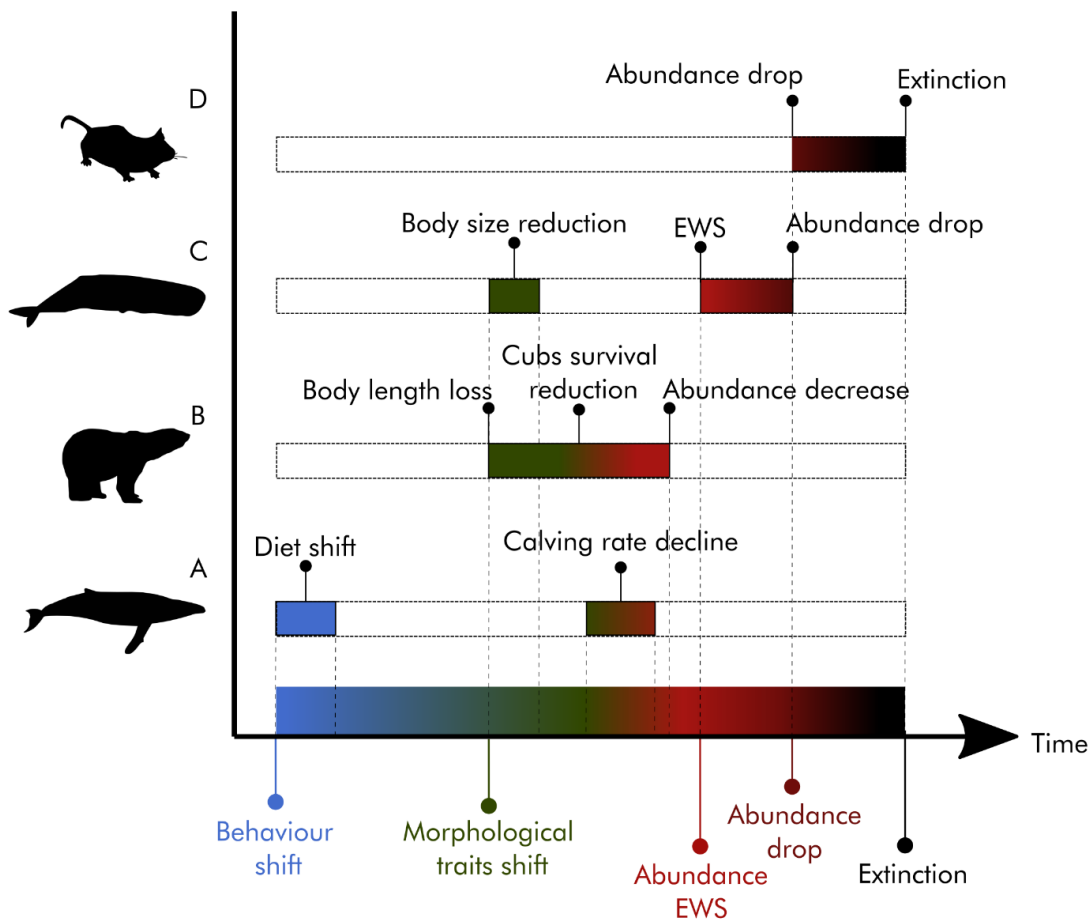 Abundance drop
Extinction
D
Body size reduction
EWS
Abundance drop
C
Cubs survival
reduction
Body length loss
Abundance decrease
B
Diet shift
Calving rate decline
A
Time
Behaviour
shift
Morphological
traits shift
Abundance
EWS
Abundance
drop
Extinction